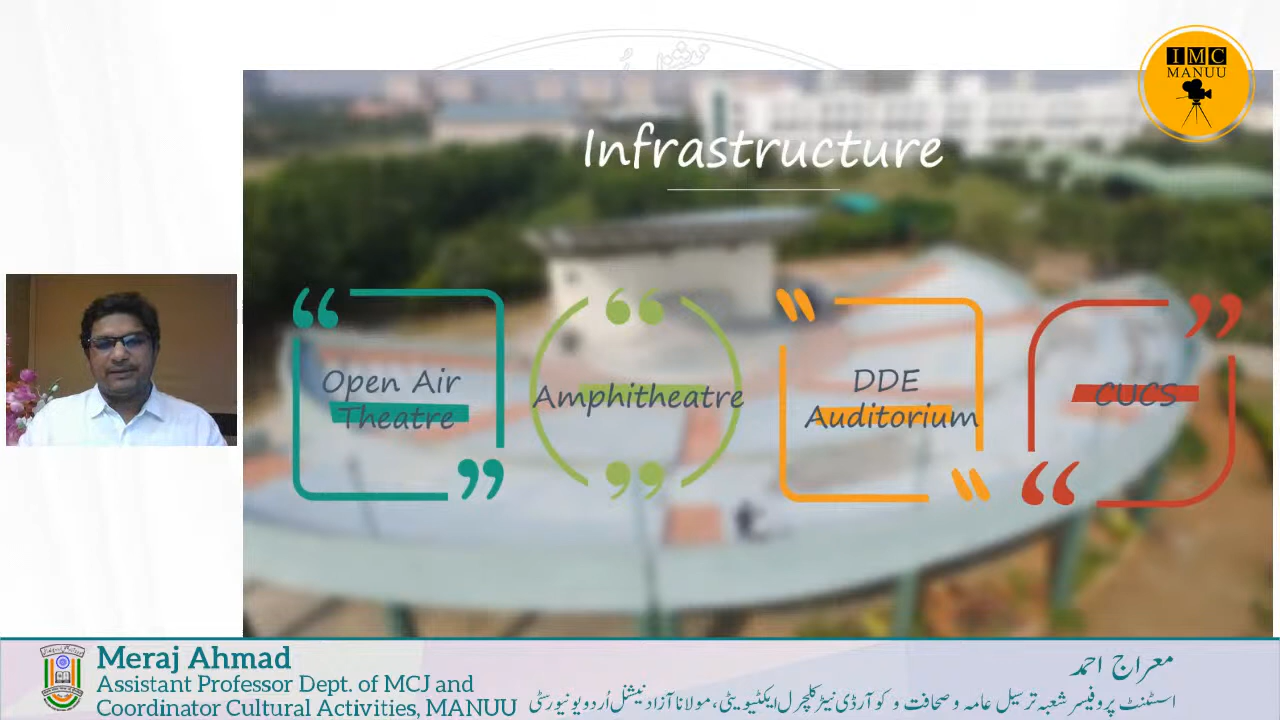 IMC
MANUU
Infrastructure
Open Air
Theatre
Amphitheatre
DDE
Auditorium
CUCS
Meraj Ahmad
Assistant Professor Dept. of MCJ and
Coordinator Cultural Activities, MANUU
معراج احمد
اسسٹنٹ پروفیسر شعبہ ترسیل عامہ و صحافت و کوآرڈی نیٹر کلچرل ایکٹیویٹی، مولانا آزاد نیشنل اُردو یونیورسٹی